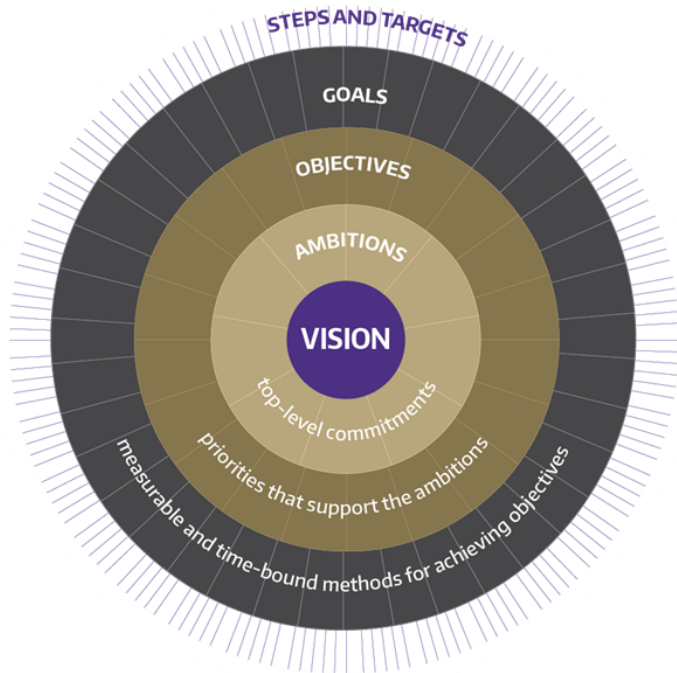 STEPS AND TARGETS
GOALS
OBJECTIVES
AMBITIONS
VISION
top-level commitments
priorities that support the ambitions
measurable and time-bound methods for achieving objectives